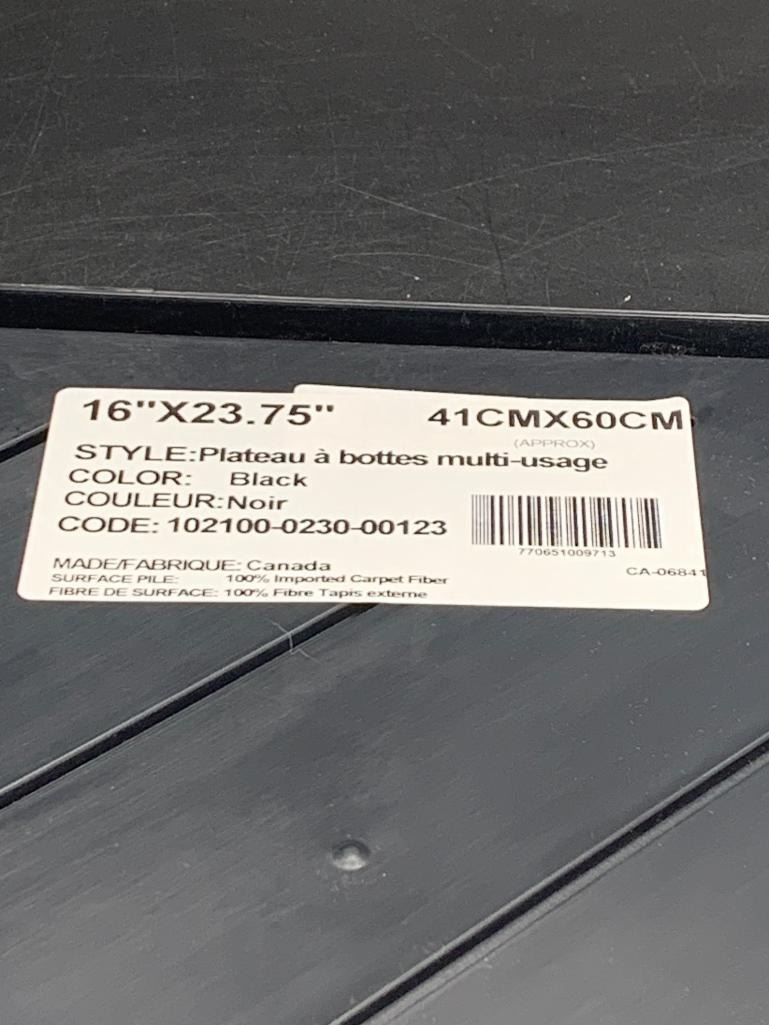 16"X23.75" 41CMX60CM
(APPROX)
STYLE:Plateau à bottes multi-usage
COLOR: Black
COULEUR:Noir
CODE: 102100-0230-00123
770651009713
MADE/FABRIQUE: Canada
CA-06841
SURFACE PILE: 100% Imported Carpet Fiber
FIBRE DE SURFACE: 100% Fibre Tapis externe